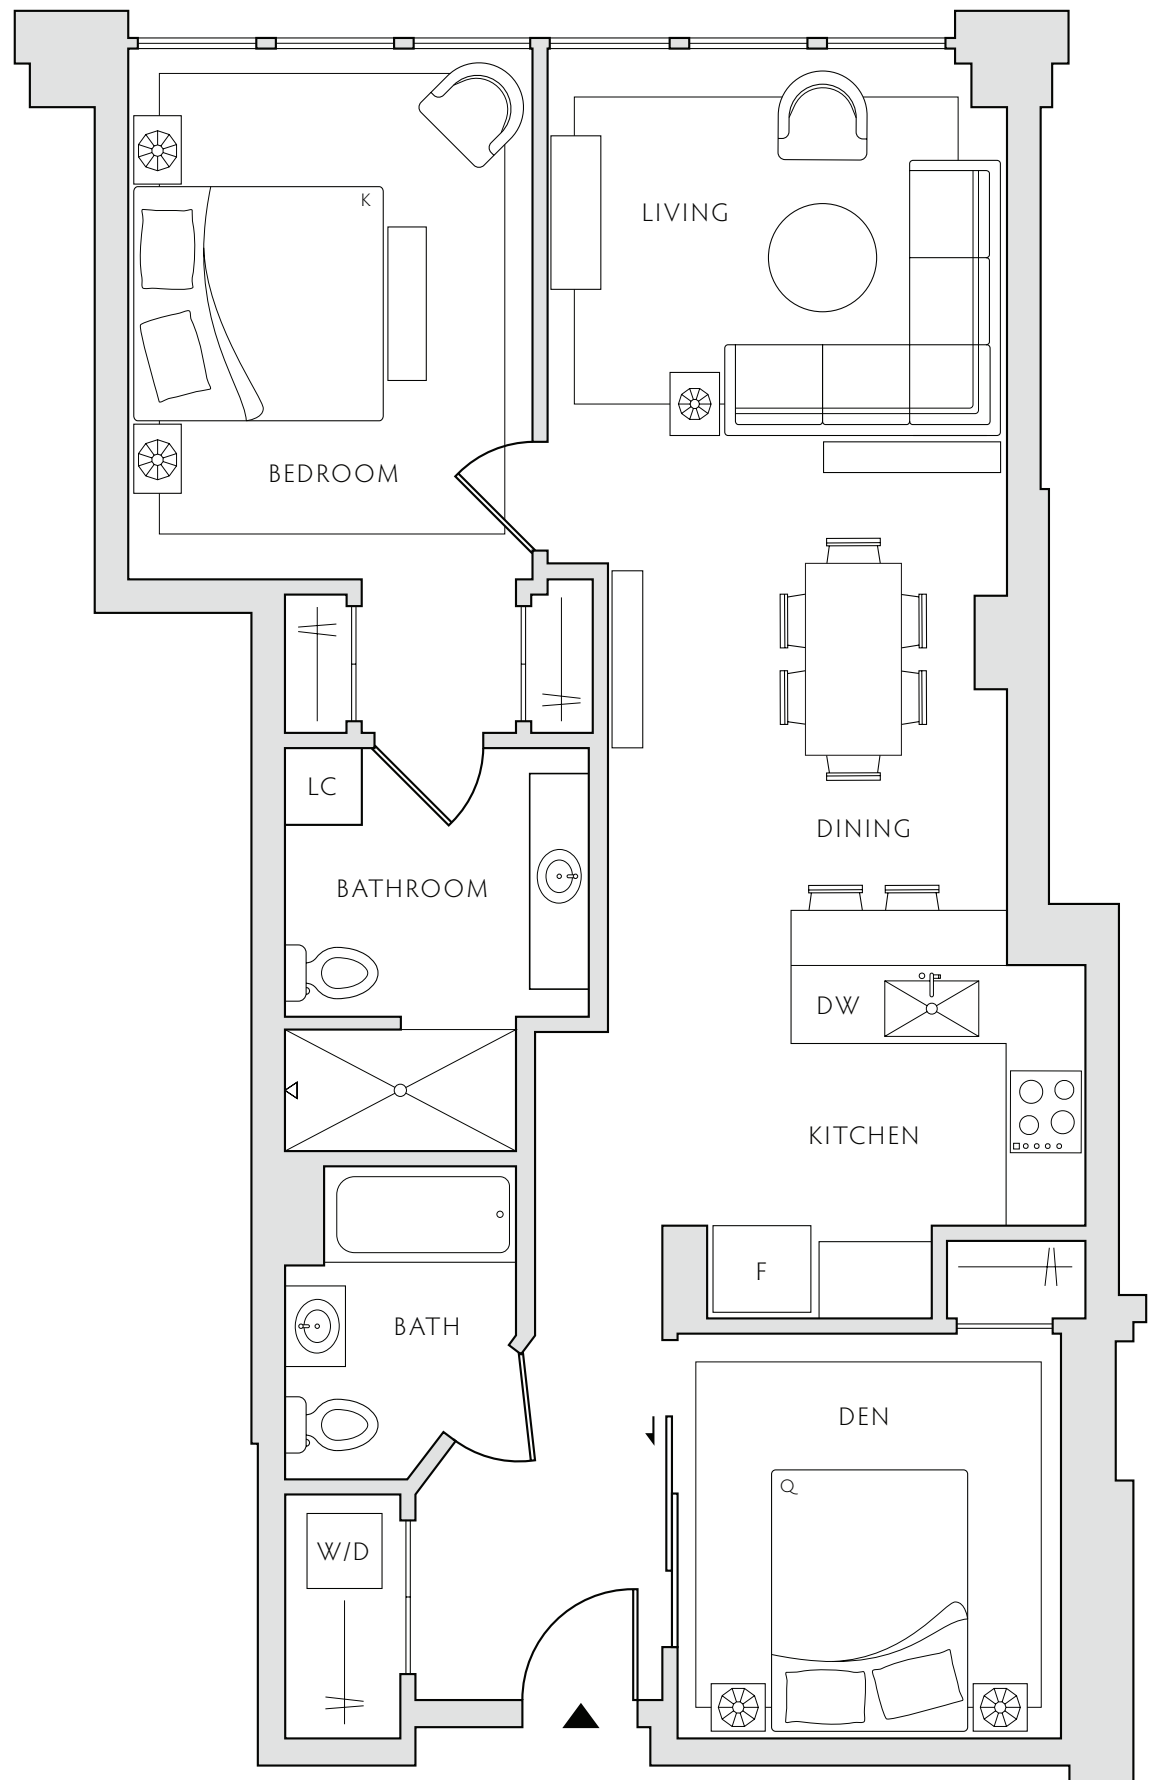 K
LIVING
BEDROOM
LC
DINING
BATHROOM
DW
KITCHEN
F
BATH
DEN
Q
W/D